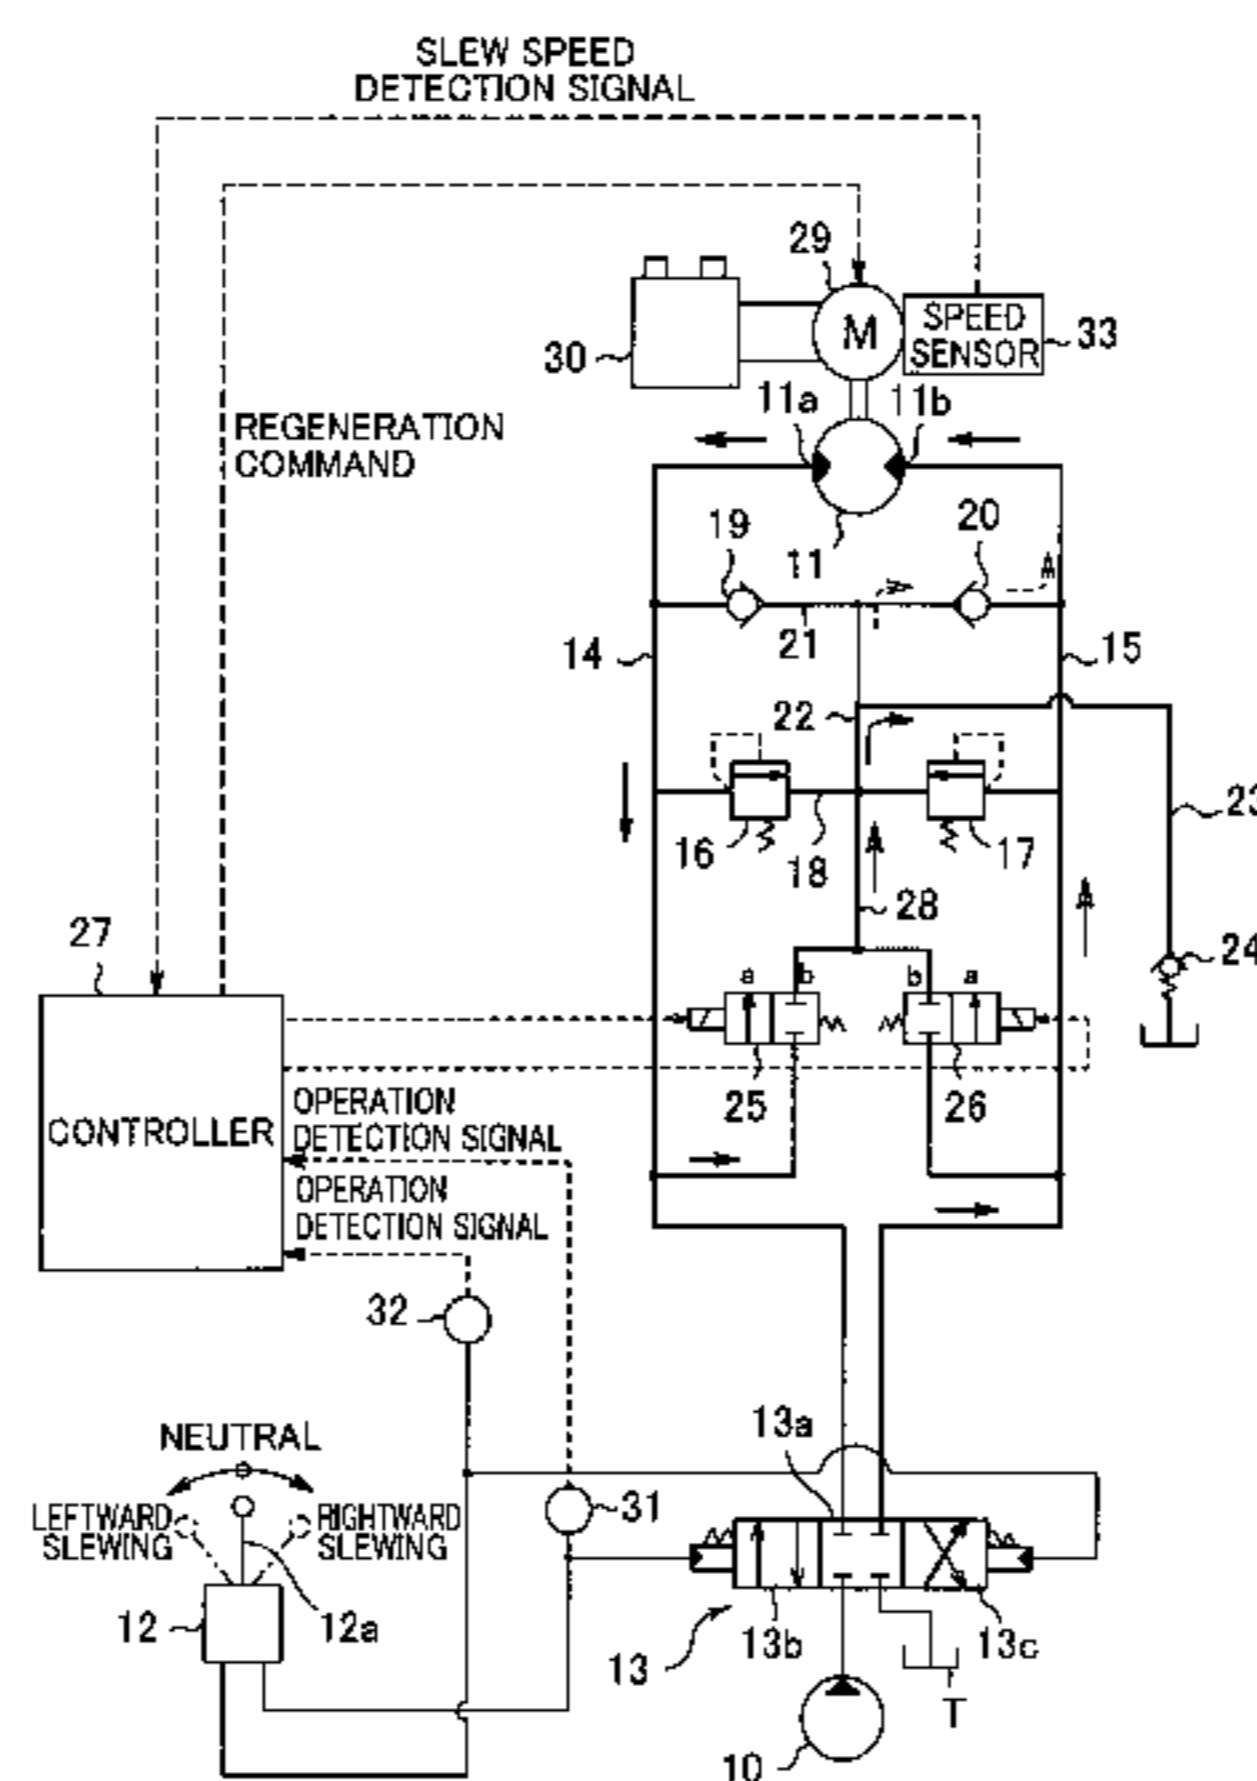 SLEW SPEED
DETECTION SIGNAL
29
M
SPEED
SENSOR
33
30
11a
11b
REGENERATION
COMMAND
19
20
11
21
14
15
22
23
16
18
17
28
27
24
a
b
b
a
25
26
CONTROLLER
OPERATION
DETECTION SIGNAL
OPERATION
DETECTION SIGNAL
32
NEUTRAL
13a
LEFTWARD
SLEWING
RIGHTWARD
SLEWING
31
12
12a
13
13b
13c
T
10